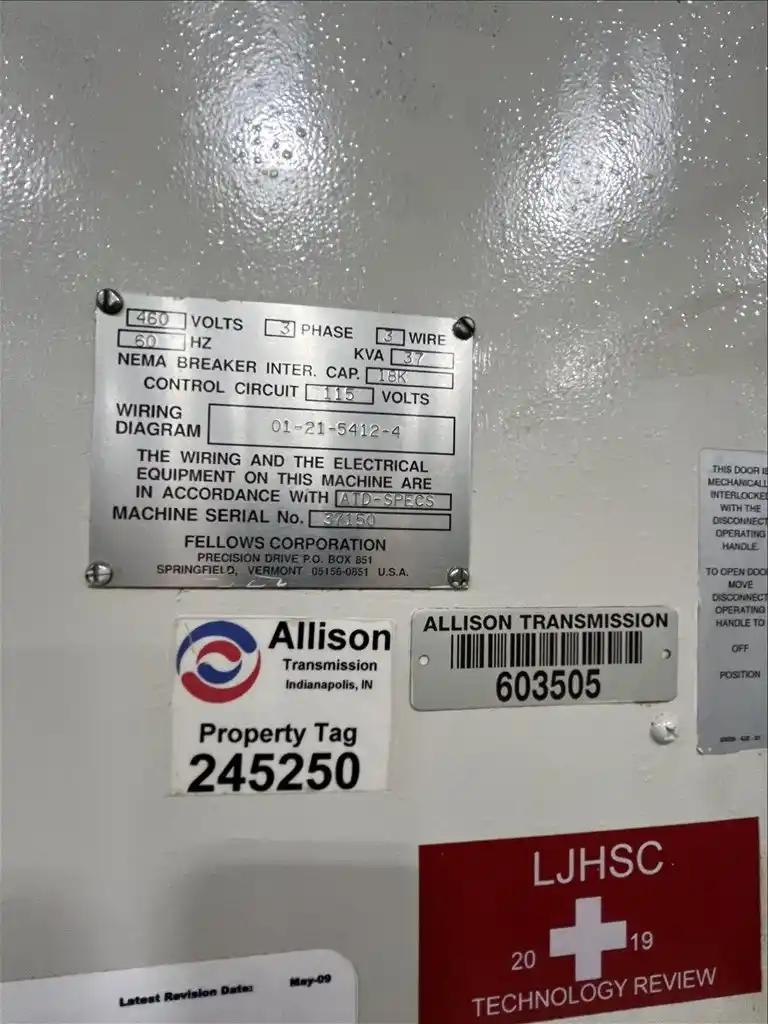 460 VOLTS 3 PHASE 3 WIRE
60 HZ KVA 37
NEMA BREAKER INTER. CAP. 18K
CONTROL CIRCUIT 115 VOLTS
WIRING
DIAGRAM 01-21-5412-4
THE WIRING AND THE ELECTRICAL
EQUIPMENT ON THIS MACHINE ARE
IN ACCORDANCE WITH ATD-SPECS
MACHINE SERIAL No. 37150
FELLOWS CORPORATION
PRECISION DRIVE P.O. BOX 851
SPRINGFIELD, VERMONT 05156-0851 U.S.A.
Allison
Transmission
Indianapolis, IN
Property Tag
245250
ALLISON TRANSMISSION
603505
THIS DOOR IS
MECHANICALL
INTERLOCKED
WITH THE
DISCONNECT
OPERATING
HANDLE.
TO OPEN DOOR
MOVE
DISCONNECT
OPERATING
HANDLE TO
OFF
POSITION
LJHSC
20 19
TECHNOLOGY REVIEW
Latest Revision Date: May-09